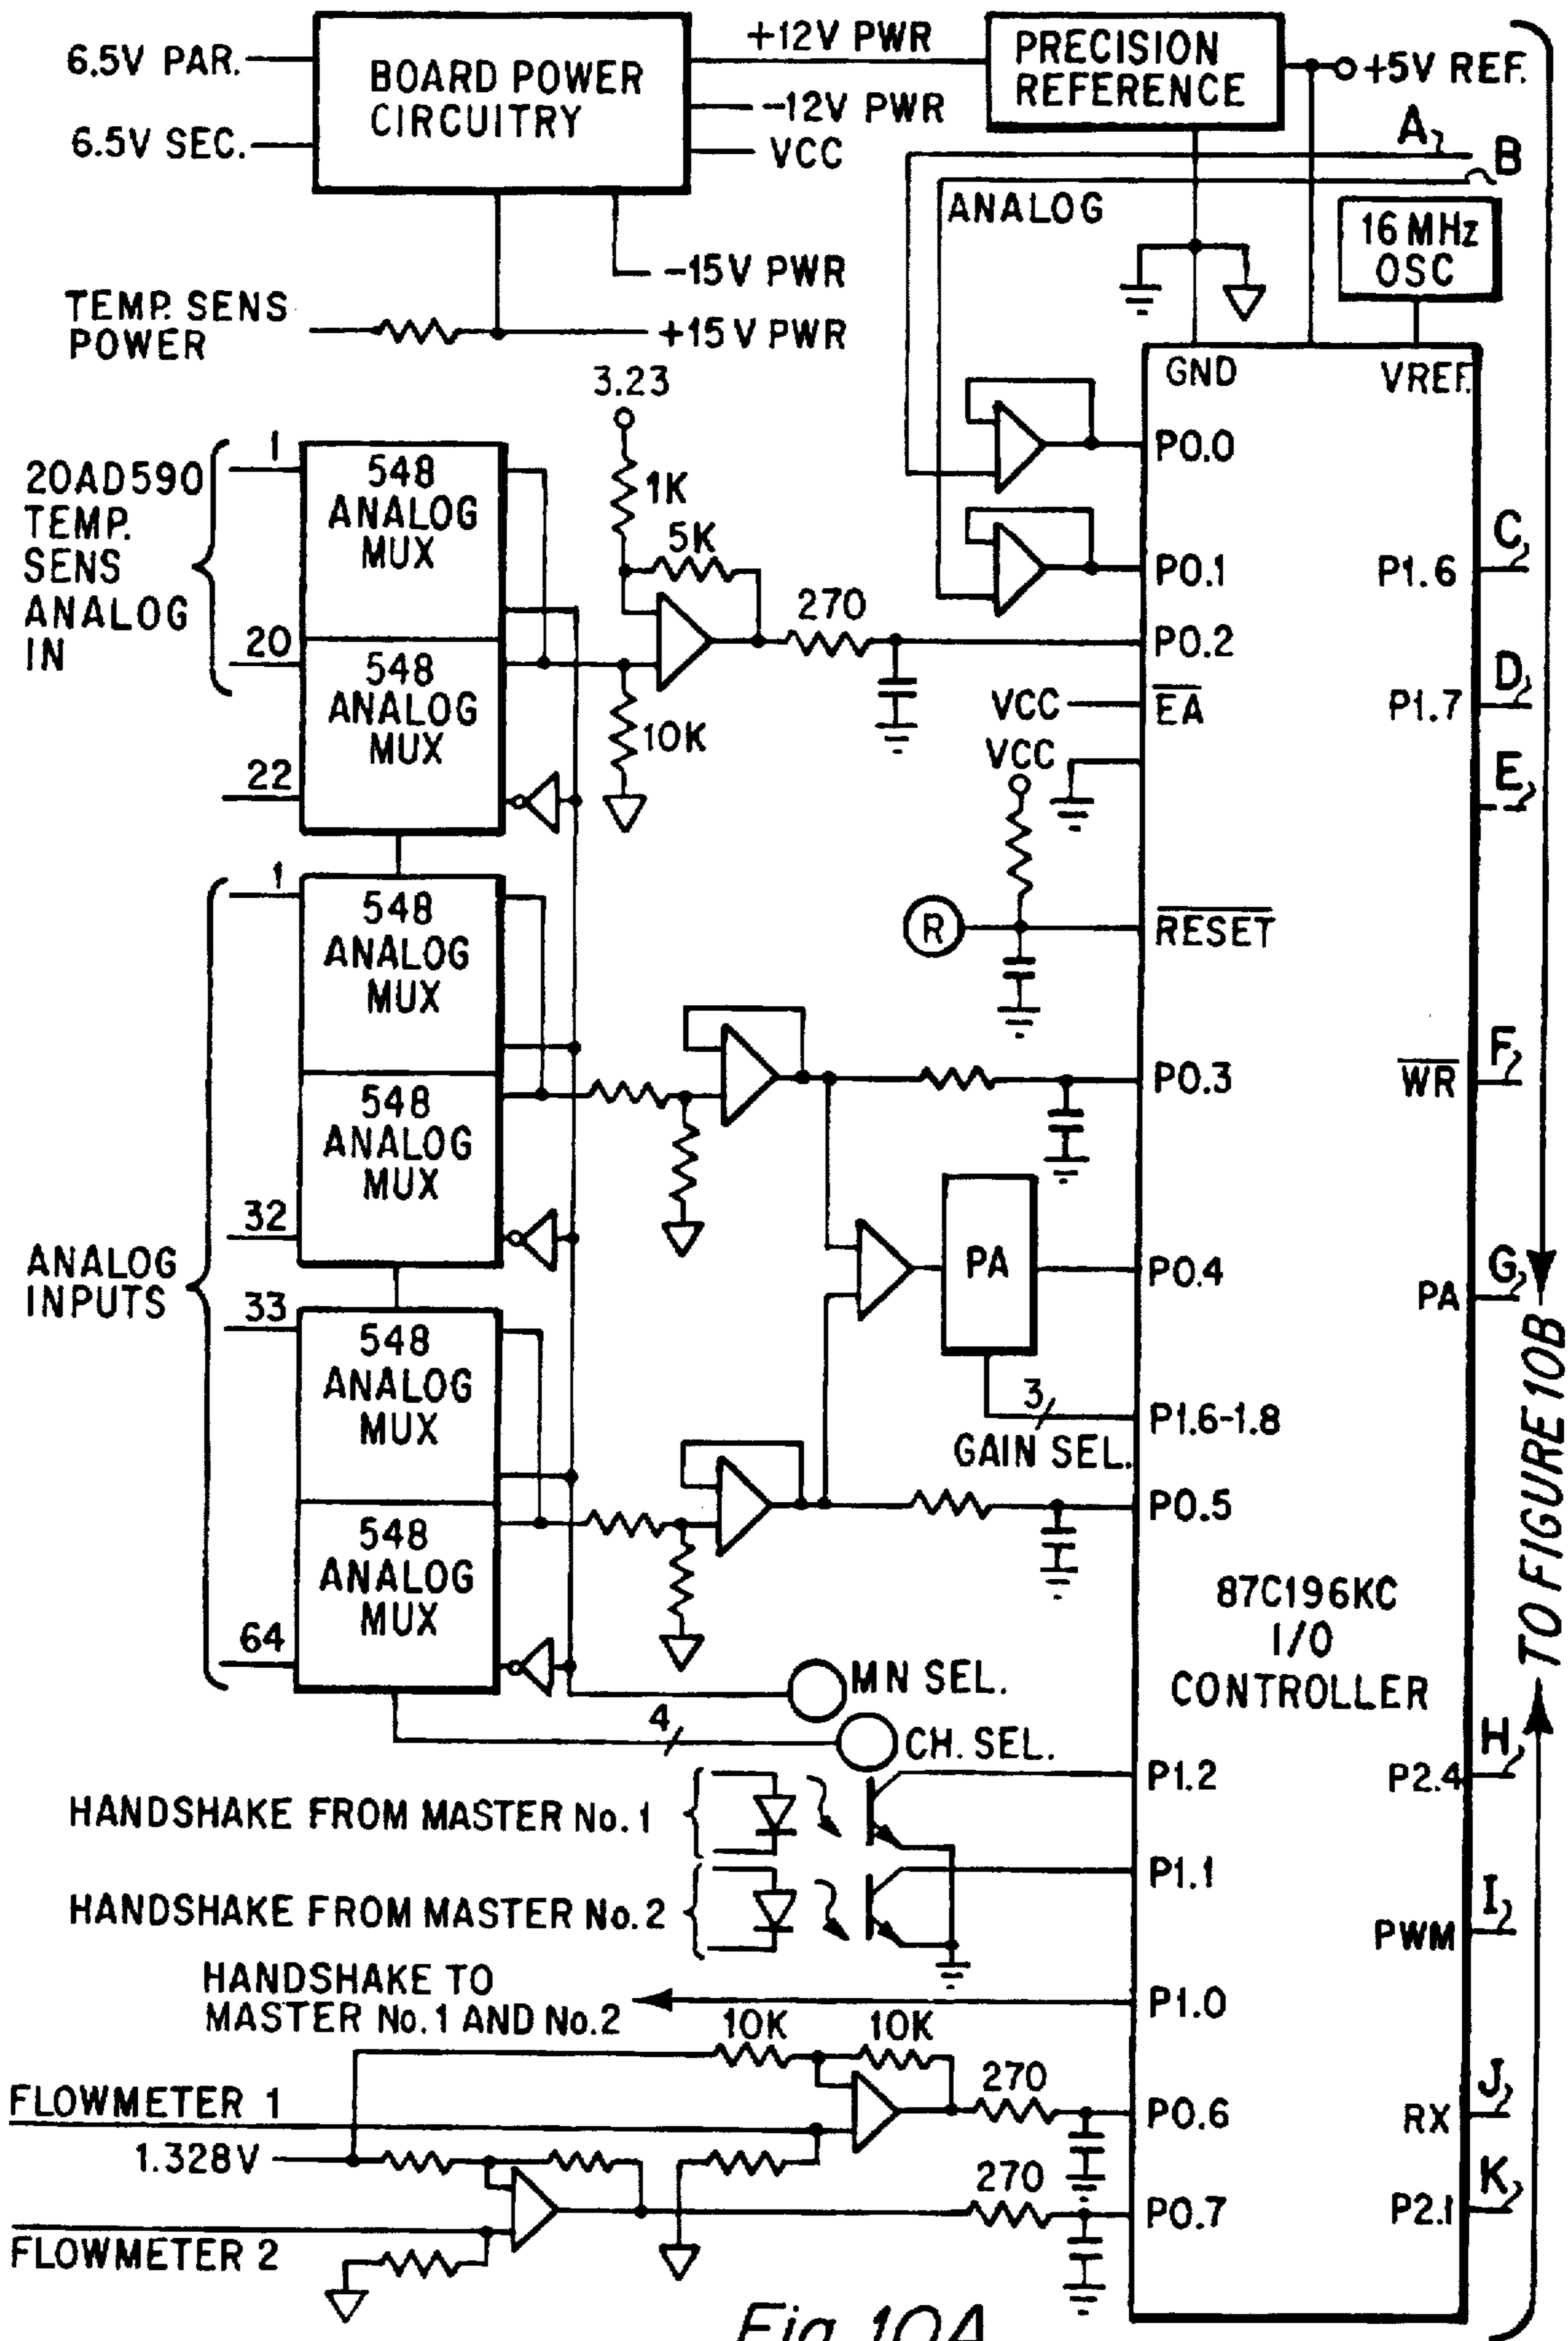 6.5V PAR.
6.5V SEC.
BOARD POWER
CIRCUITRY
+12V PWR
-12V PWR
VCC
PRECISION
REFERENCE
+5V REF.
A
B
ANALOG
16 MHz
OSC
-15V PWR
TEMP. SENS
POWER
+15V PWR
3.23
GND
VREF.
1
20AD590
TEMP.
SENS
ANALOG
IN
20
22
548
ANALOG
MUX
548
ANALOG
MUX
1K
5K
10K
270
P0.0
P0.1
P0.2
VCC
EA
VCC
R
RESET
P1.6
C
P1.7
D
E
1
548
ANALOG
MUX
548
ANALOG
MUX
32
ANALOG
INPUTS
33
548
ANALOG
MUX
548
ANALOG
MUX
64
P0.3
WR
F
PA
P0.4
PA
G
3
P1.6-1.8
GAIN SEL.
P0.5
TO FIGURE 10B
87C196KC
I/O
CONTROLLER
MN SEL.
4
CH. SEL.
HANDSHAKE FROM MASTER No. 1
P1.2
P2.4
H
HANDSHAKE FROM MASTER No. 2
P1.1
PWM
I
HANDSHAKE TO
MASTER No. 1 AND No. 2
P1.0
10K
10K
270
FLOWMETER 1
P0.6
RX
J
1.328V
270
P0.7
P2.1
K
FLOWMETER 2
Fig. 10A